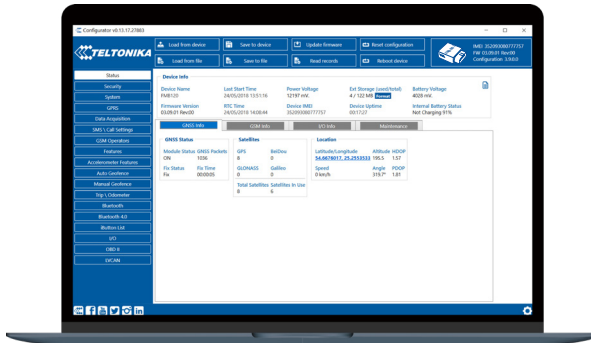 Configurator v0.13.17.27883
TELTONIKA
Load from device
Save to device
Update firmware
Reset configuration
Load from file
Save to file
Read records
Reboot device
IMEI 352093080777757
FW 03.09.01 Rev:00
Configuration 3.9.0.0
Status
Security
System
GPRS
Data Acquisition
SMS \ Call Settings
GSM Operators
Features
Accelerometer Features
Auto Geofence
Manual Geofence
Trip \ Odometer
Bluetooth
Bluetooth 4.0
iButton List
I/O
OBD II
LVCAN
Device Info
Device Name Last Start Time Power Voltage Ext Storage (used/total) Battery Voltage
FMB120 24/05/2018 13:51:16 12197 mV. 4 / 122 MB Format 4028 mV.
Firmware Version RTC Time Device IMEI Device Uptime Internal Battery Status
03.09.01 Rev:00 24/05/2018 14:08:44 352093080777757 00:17:27 Not Charging 91%
GNSS Info GSM Info I/O Info Maintenance
GNSS Status
Module Status GNSS Packets
ON 1036
Fix Status Fix Time
Fix 00:00:05
Satellites
GPS BeiDou
8 0
GLONASS Galileo
0 0
Total Satellites Satellites in Use
8 6
Location
Latitude/Longitude Altitude HDOP
54.6676017, 25.2553533 195.5 1.57
Speed Angle PDOP
0 km/h 319.7° 1.81